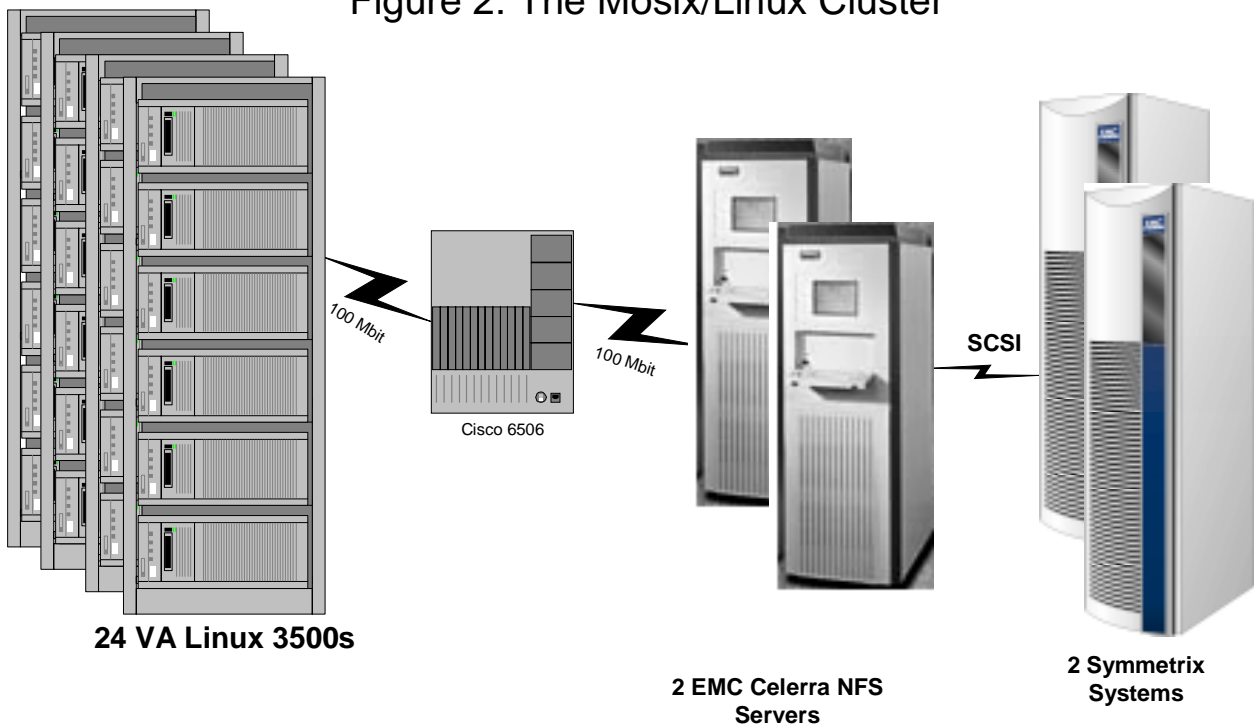 Figure 2. The Mosix/Linux Cluster
100 Mbit
100 Mbit
SCSI
Cisco 6506
24 VA Linux 3500s
2 EMC Celerra NFS
Servers
2 Symmetrix
Systems
EMC